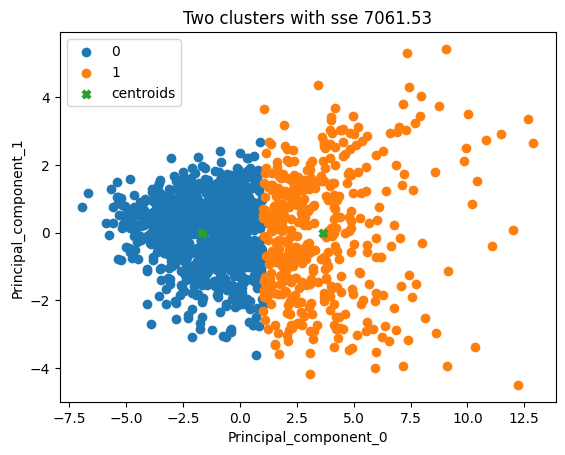 Two clusters with sse 7061.53
0
1
centroids
Principal_component_1
4
2
0
−2
−4
−7.5 −5.0 −2.5 0.0 2.5 5.0 7.5 10.0 12.5
Principal_component_0